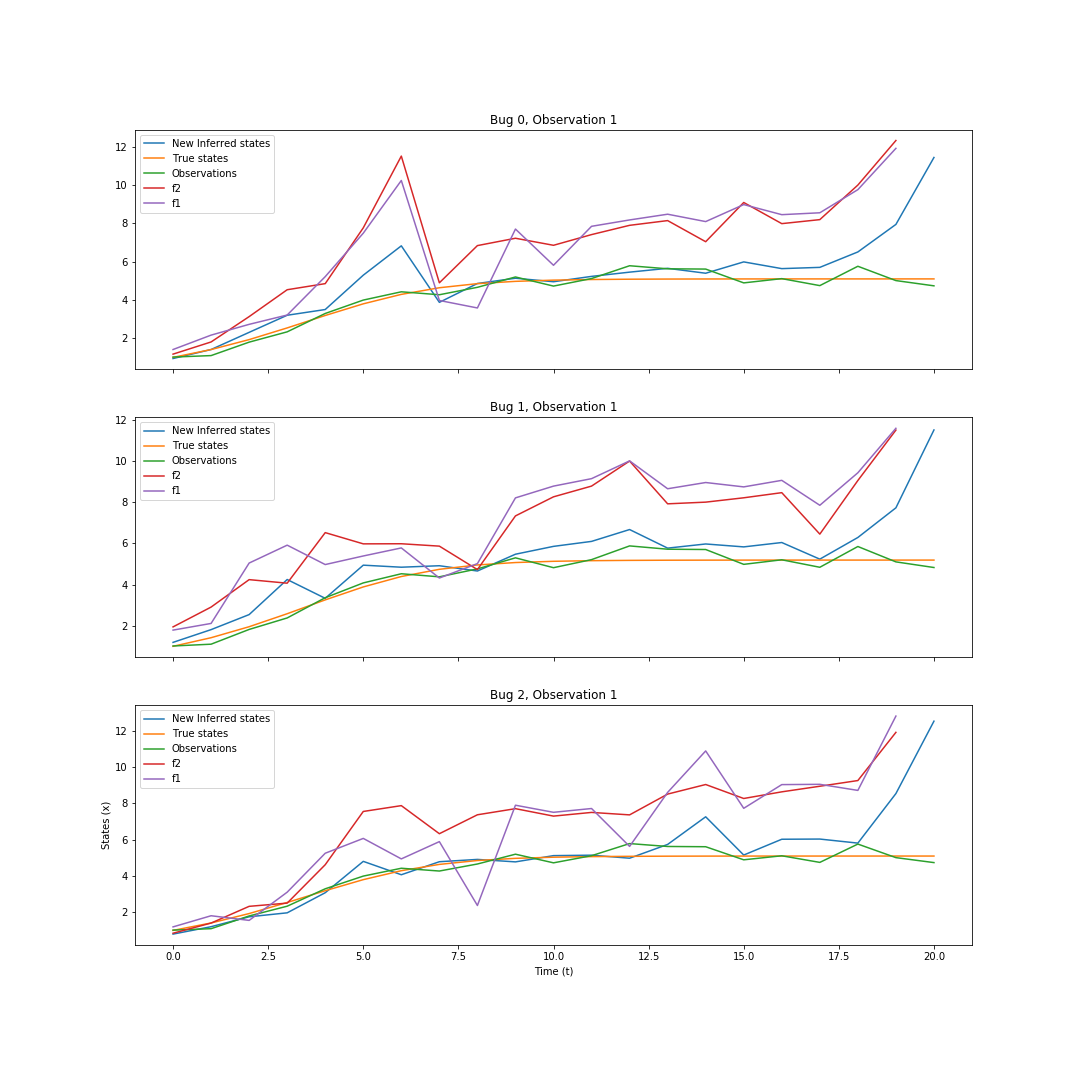 Bug 0, Observation 1
New Inferred states
True states
Observations
f2
f1
12
10
8
6
4
2
Bug 1, Observation 1
New Inferred states
True states
Observations
f2
f1
12
10
8
6
4
2
Bug 2, Observation 1
New Inferred states
True states
Observations
f2
f1
12
10
8
6
4
2
States (x)
0.0 2.5 5.0 7.5 10.0 12.5 15.0 17.5 20.0
Time (t)